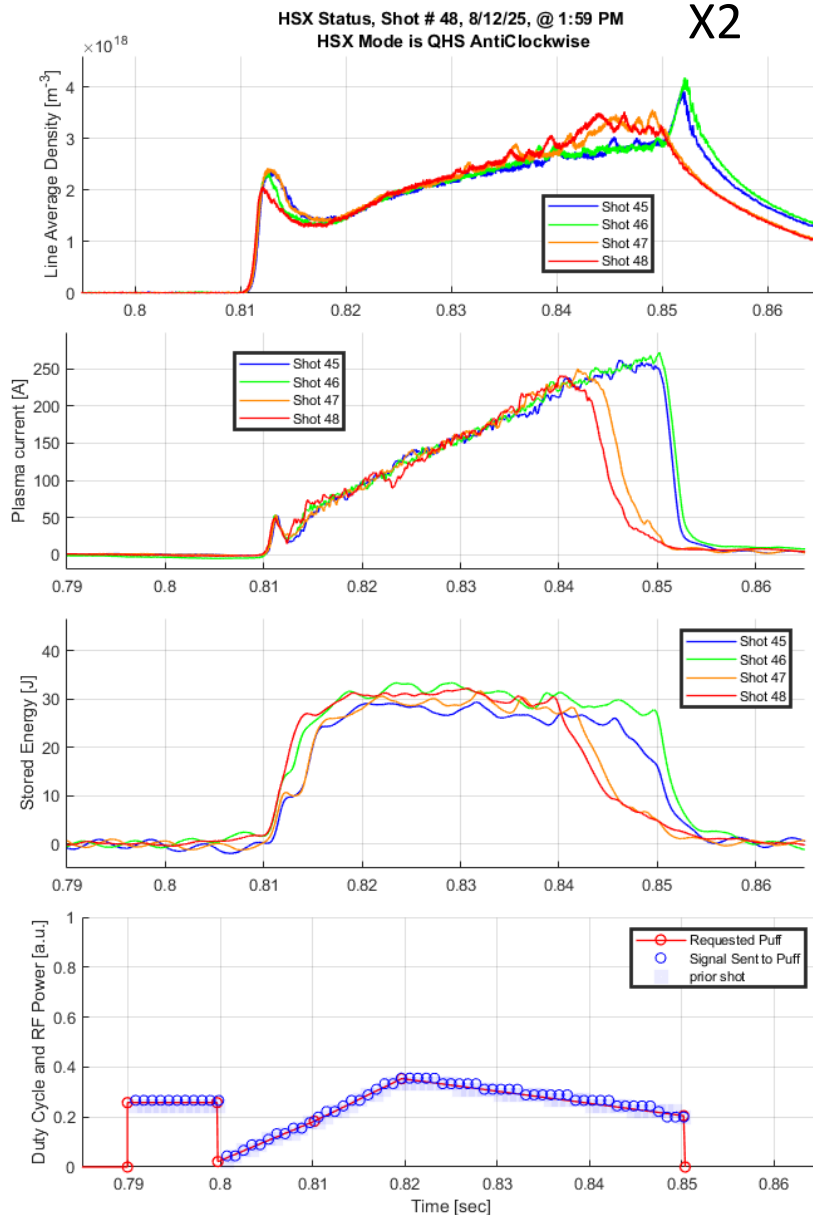 HSX Status, Shot # 48, 8/12/25, @ 1:59 PM
X2
HSX Mode is QHS AntiClockwise
×10^18
Line Average Density [m^-3]
4
3
2
1
0
0.8 0.81 0.82 0.83 0.84 0.85 0.86
Shot 45
Shot 46
Shot 47
Shot 48
Plasma current [A]
250
200
150
100
50
0
0.79 0.8 0.81 0.82 0.83 0.84 0.85 0.86
Shot 45
Shot 46
Shot 47
Shot 48
Stored Energy [J]
40
30
20
10
0
0.79 0.8 0.81 0.82 0.83 0.84 0.85 0.86
Shot 45
Shot 46
Shot 47
Shot 48
Duty Cycle and RF Power [a.u.]
1
0.8
0.6
0.4
0.2
0
0.79 0.8 0.81 0.82 0.83 0.84 0.85 0.86
Requested Puff
Signal Sent to Puff
prior shot
Time [sec]